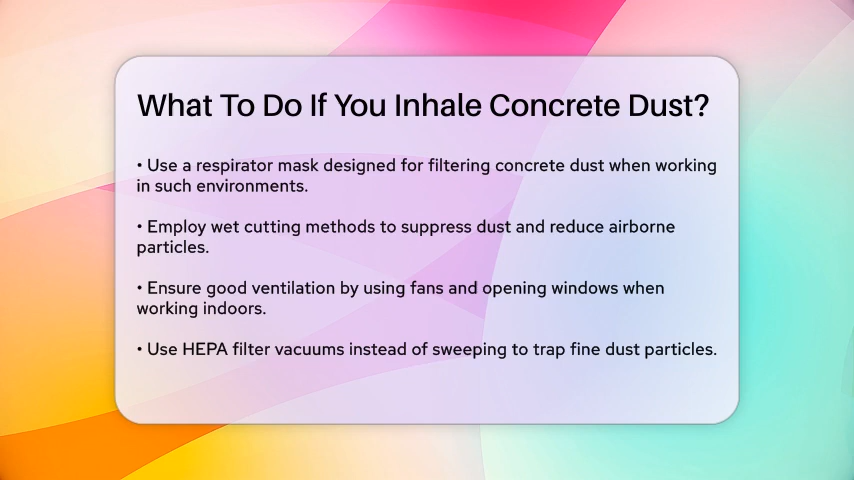 What To Do If You Inhale Concrete Dust?
• Use a respirator mask designed for filtering concrete dust when working
in such environments.
• Employ wet cutting methods to suppress dust and reduce airborne
particles.
• Ensure good ventilation by using fans and opening windows when
working indoors.
• Use HEPA filter vacuums instead of sweeping to trap fine dust particles.